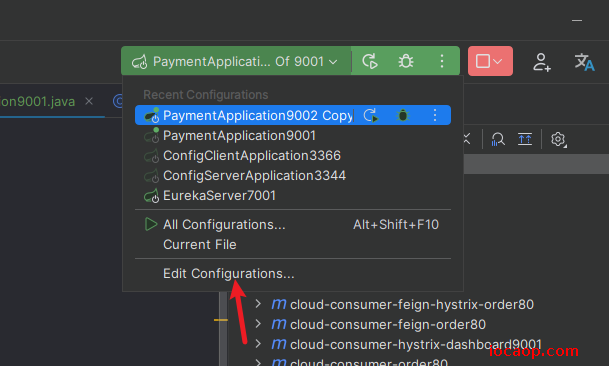 PaymentApplicati... Of 9001
on9001.java
Recent Configurations
PaymentApplication9002 Copy
PaymentApplication9001
ConfigClientApplication3366
ConfigServerApplication3344
EurekaServer7001
All Configurations... Alt+Shift+F10
Current File
Edit Configurations...
cloud-consumer-feign-hystrix-order80
cloud-consumer-feign-order80
cloud-consumer-hystrix-dashboard9001
cloud-consumer-order80
locaop.com